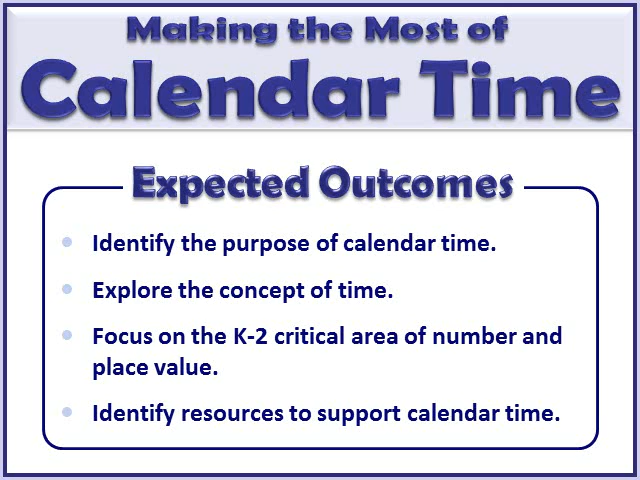 Making the Most of
Calendar Time
Expected Outcomes
• Identify the purpose of calendar time.
• Explore the concept of time.
• Focus on the K-2 critical area of number and
place value.
• Identify resources to support calendar time.